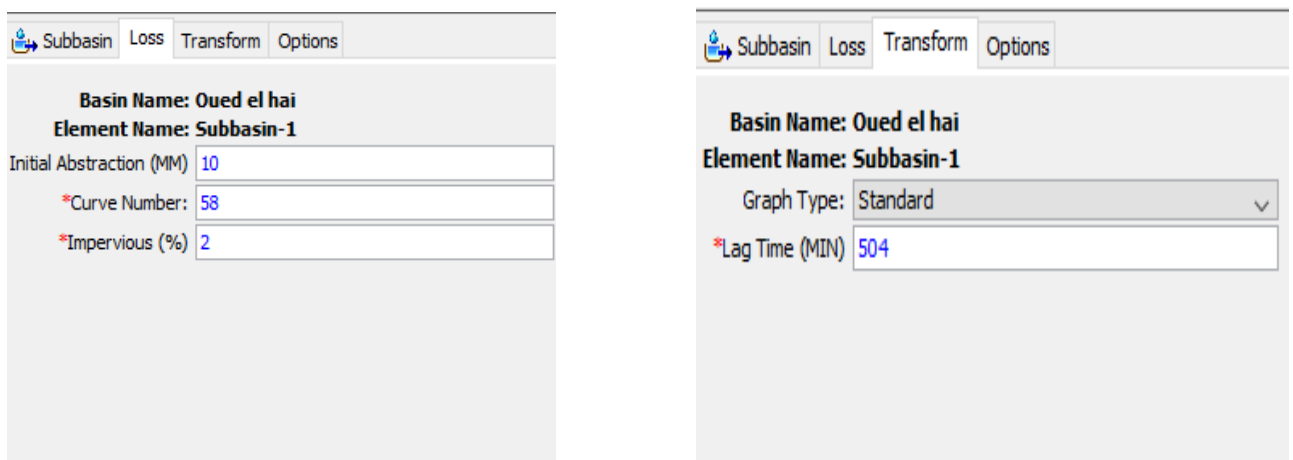 Subbasin Loss Transform Options
Basin Name: Oued el hai
Element Name: Subbasin-1
Initial Abstraction (MM) 10
*Curve Number: 58
*Impervious (%) 2
Subbasin Loss Transform Options
Basin Name: Oued el hai
Element Name: Subbasin-1
Graph Type: Standard
*Lag Time (MIN) 504